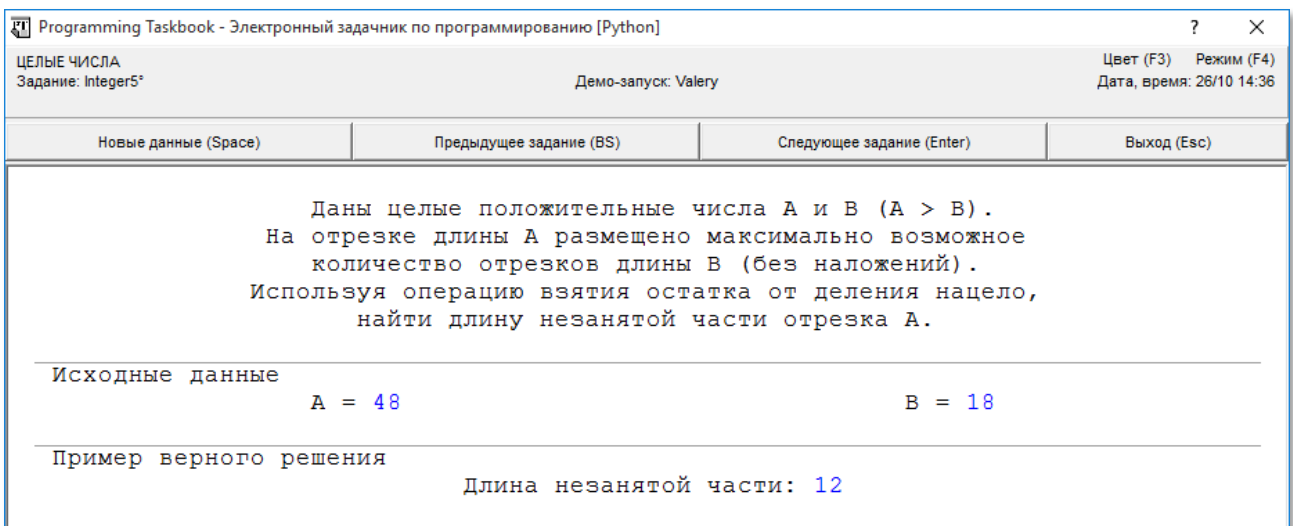 Programming Taskbook - Электронный задачник по программированию [Python] ?
ЦЕЛЫЕ ЧИСЛА Цвет (F3) Режим (F4)
Задание: Integer5° Демо-запуск: Valery Дата, время: 26/10 14:36
Новые данные (Space) Предыдущее задание (BS) Следующее задание (Enter) Выход (Esc)
Даны целые положительные числа A и B (A > B).
На отрезке длины A размещено максимально возможное
количество отрезков длины B (без наложений).
Используя операцию взятия остатка от деления нацело,
найти длину незанятой части отрезка A.
Исходные данные
A = 48 B = 18
Пример верного решения
Длина незанятой части: 12